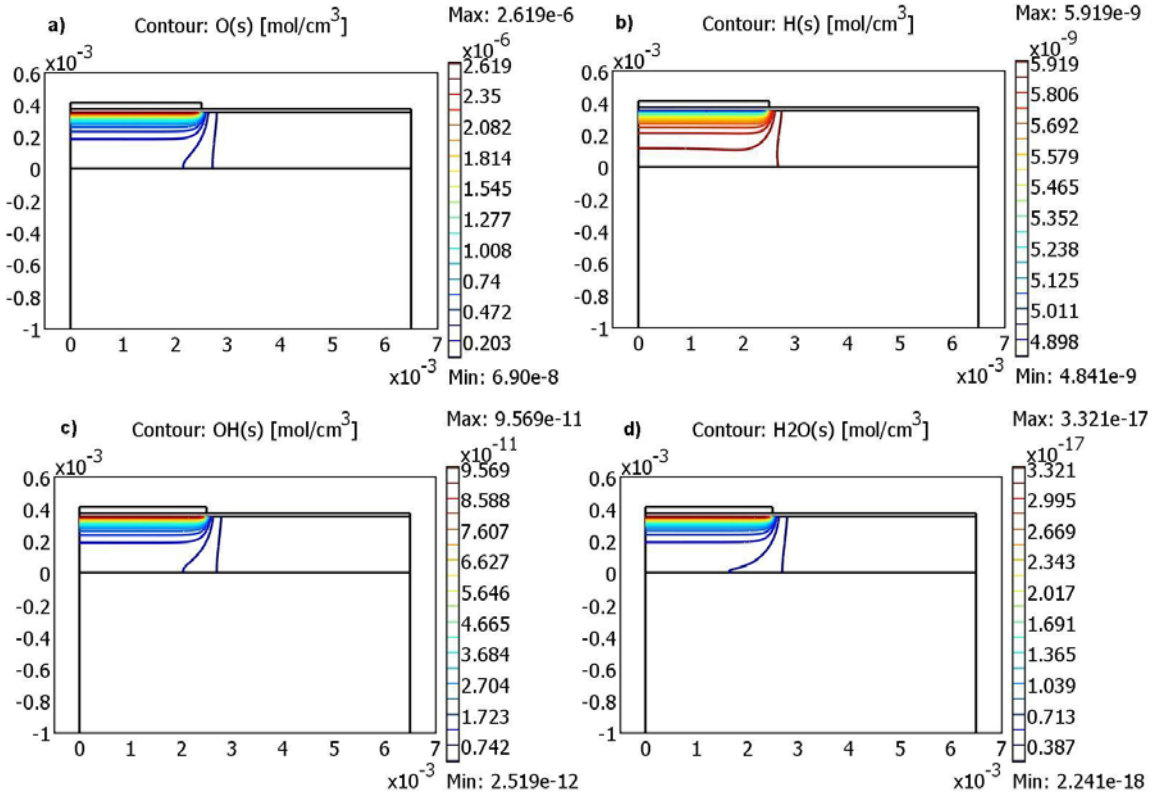 a)
Contour: O(s) [mol/cm³]
Max: 2.619e-6
x10⁻⁶
2.619
2.35
2.082
1.814
1.545
1.277
1.008
0.74
0.472
0.203
Min: 6.90e-8
x10⁻³
0.6
0.4
0.2
0
-0.2
-0.4
-0.6
-0.8
-1
0 1 2 3 4 5 6 7
x10⁻³
b)
Contour: H(s) [mol/cm³]
Max: 5.919e-9
x10⁻⁹
5.919
5.806
5.692
5.579
5.465
5.352
5.238
5.125
5.011
4.898
Min: 4.841e-9
x10⁻³
0.6
0.4
0.2
0
-0.2
-0.4
-0.6
-0.8
-1
0 1 2 3 4 5 6 7
x10⁻³
c)
Contour: OH(s) [mol/cm³]
Max: 9.569e-11
x10⁻¹¹
9.569
8.588
7.607
6.627
5.646
4.665
3.684
2.704
1.723
0.742
Min: 2.519e-12
x10⁻³
0.6
0.4
0.2
0
-0.2
-0.4
-0.6
-0.8
-1
0 1 2 3 4 5 6 7
x10⁻³
d)
Contour: H2O(s) [mol/cm³]
Max: 3.321e-17
x10⁻¹⁷
3.321
2.995
2.669
2.343
2.017
1.691
1.365
1.039
0.713
0.387
Min: 2.241e-18
x10⁻³
0.6
0.4
0.2
0
-0.2
-0.4
-0.6
-0.8
-1
0 1 2 3 4 5 6 7
x10⁻³